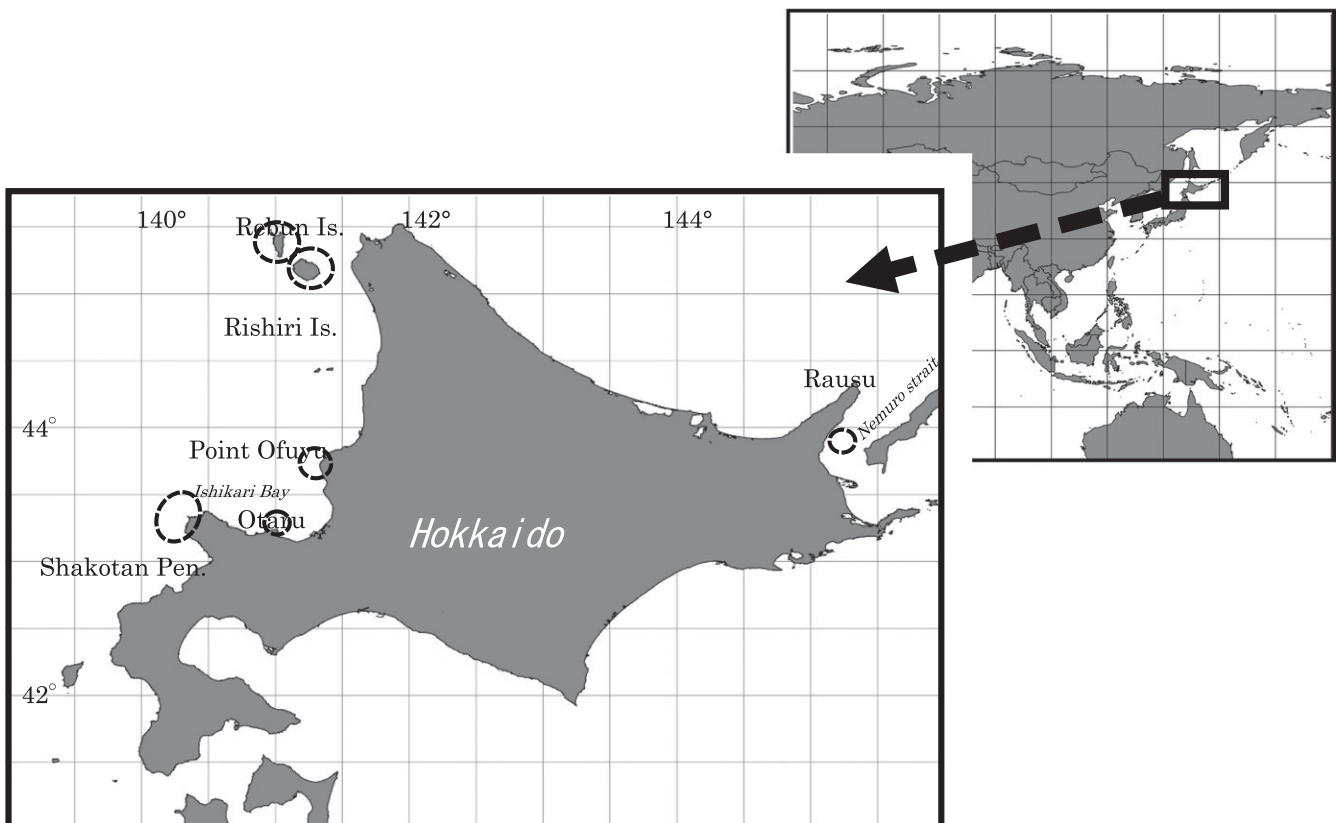 140°
142°
144°
Rebun Is.
Rishiri Is.
Rausu
Nemuro strait
44°
Point Ofuyu
Ishikari Bay
Otaru
Hokkaido
Shakotan Pen.
42°